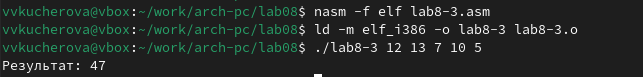 vvkucherova@vbox:~/work/arch-pc/lab08$ nasm -f elf lab8-3.asm
vvkucherova@vbox:~/work/arch-pc/lab08$ ld -m elf_i386 -o lab8-3 lab8-3.o
vvkucherova@vbox:~/work/arch-pc/lab08$ ./lab8-3 12 13 7 10 5
Результат: 47